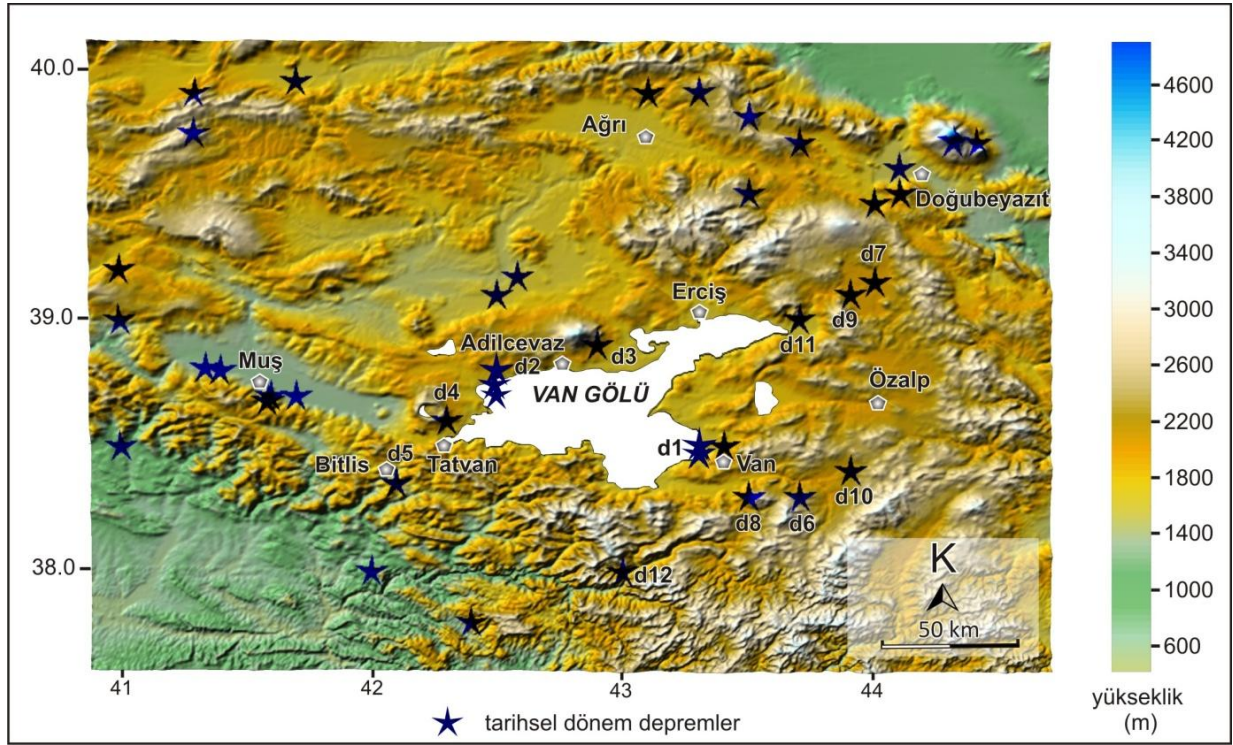 40.0
39.0
38.0
Ağrı
Doğubeyazıt
d7
Erciş
d9
d11
Adilcevaz
d2
d3
Muş
VAN GÖLÜ
Özalp
d4
d5
Bitlis
Tatvan
d1
Van
d10
d8
d6
d12
K
50 km
41
42
43
44
tarihsel dönem depremler
4600
4200
3800
3400
3000
2600
2200
1800
1400
1000
600
yükseklik
(m)